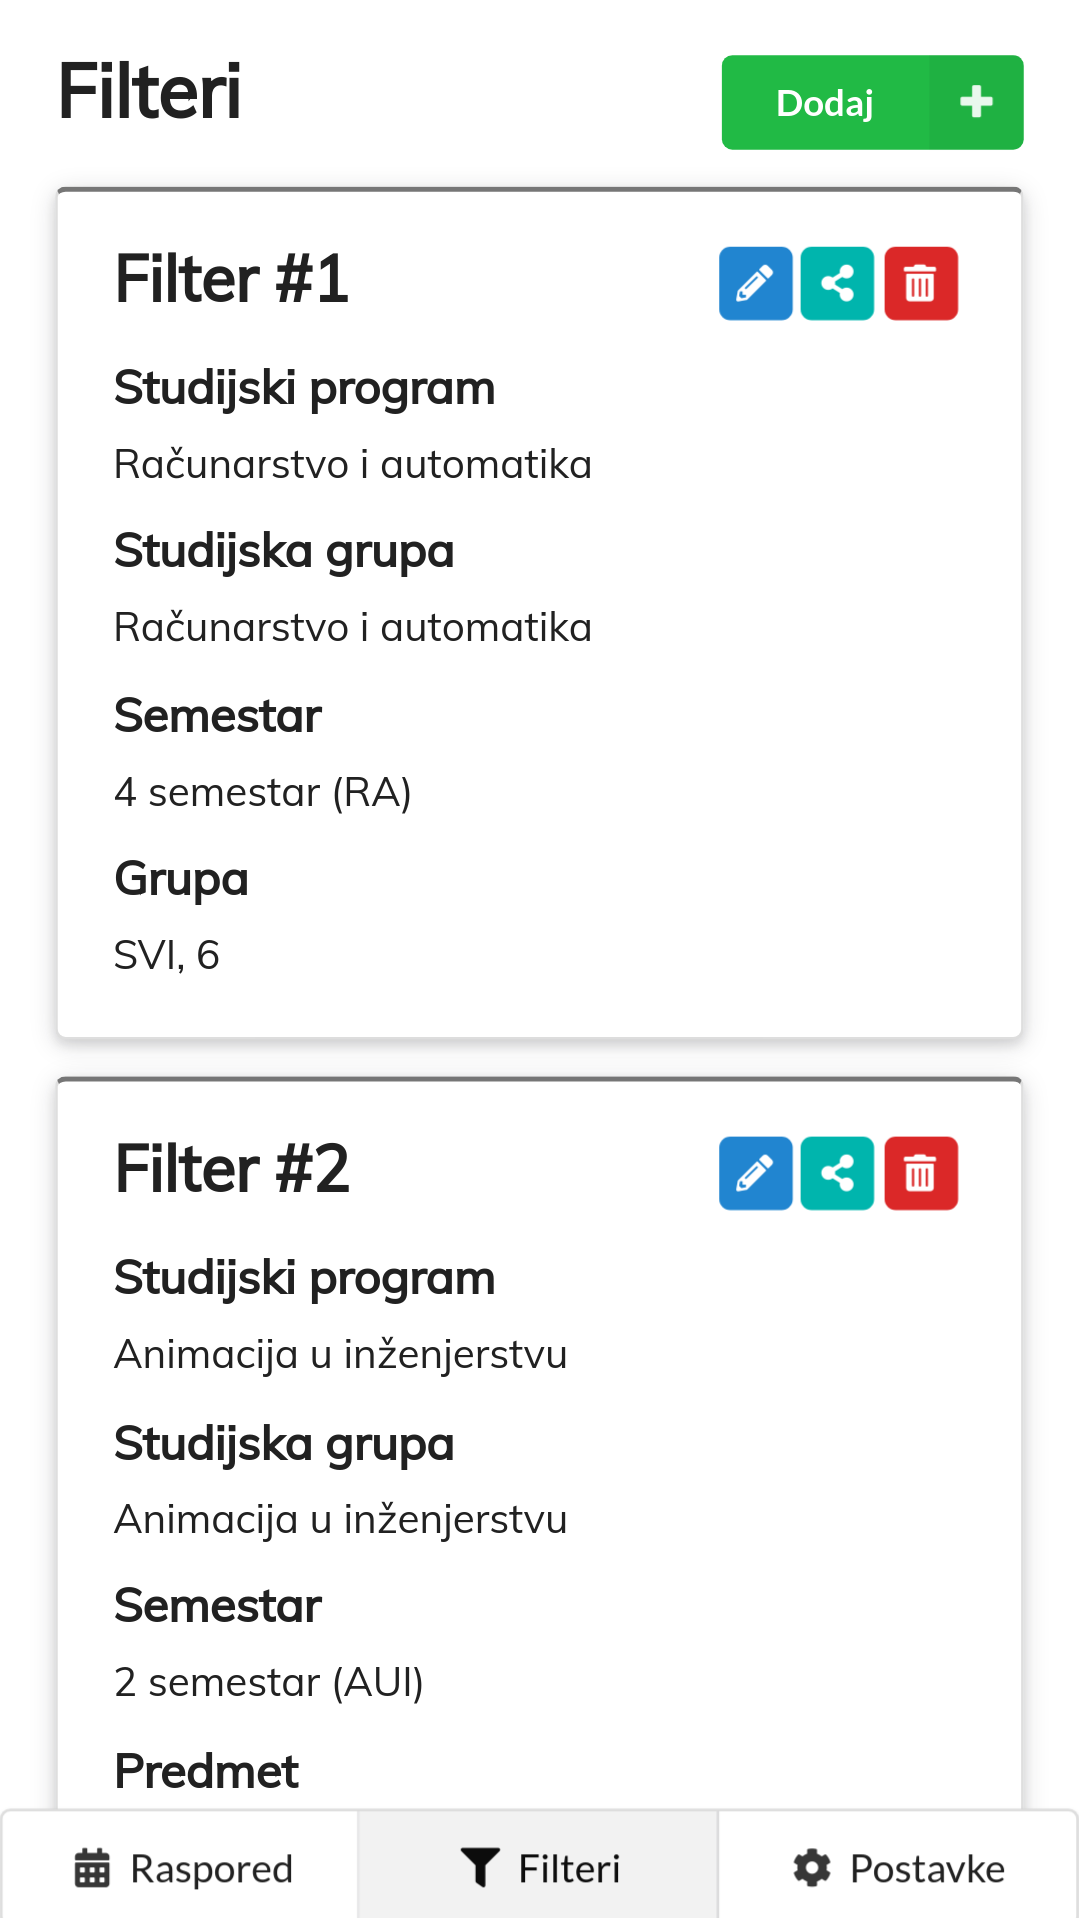 Filteri
Dodaj
Filter #1
Studijski program
Računarstvo i automatika
Studijska grupa
Računarstvo i automatika
Semestar
4 semestar (RA)
Grupa
SVI, 6
Filter #2
Studijski program
Animacija u inženjerstvu
Studijska grupa
Animacija u inženjerstvu
Semestar
2 semestar (AUI)
Predmet
Raspored
Filteri
Postavke